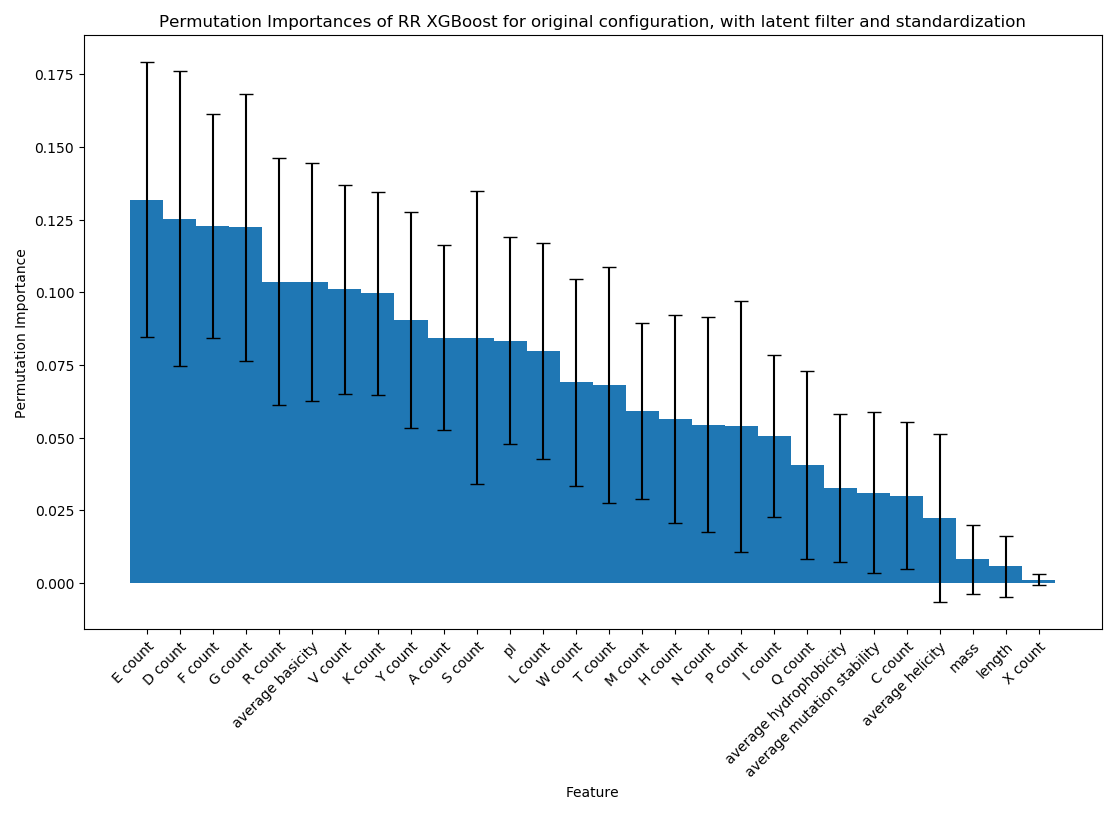 Permutation Importances of RR XGBoost for original configuration, with latent filter and standardization
0.175
0.150
0.125
0.100
0.075
0.050
0.025
0.000
Permutation Importance
E count
D count
F count
G count
R count
average basicity
V count
K count
Y count
A count
S count
pI
L count
W count
T count
M count
H count
N count
P count
I count
Q count
average hydrophobicity
average mutation stability
C count
average helicity
mass
length
X count
Feature